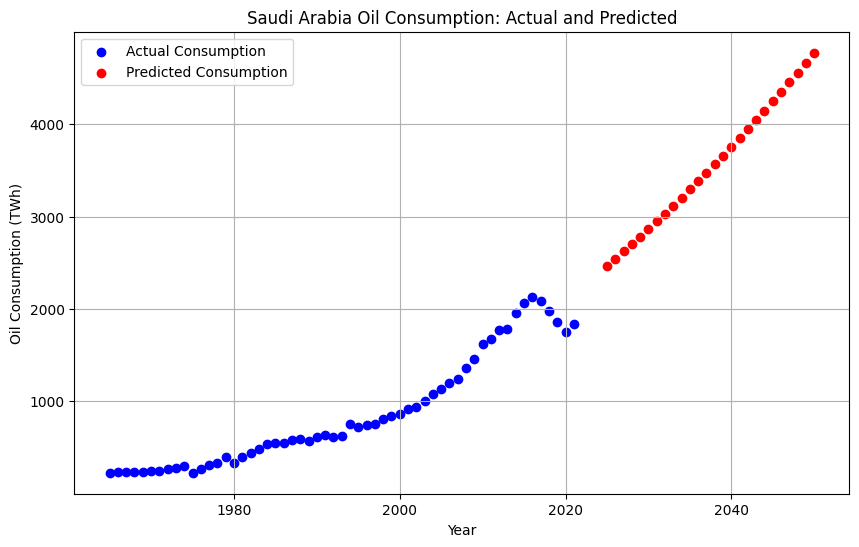 Saudi Arabia Oil Consumption: Actual and Predicted
Actual Consumption
Predicted Consumption
4000
3000
2000
1000
Oil Consumption (TWh)
1980
2000
2020
2040
Year